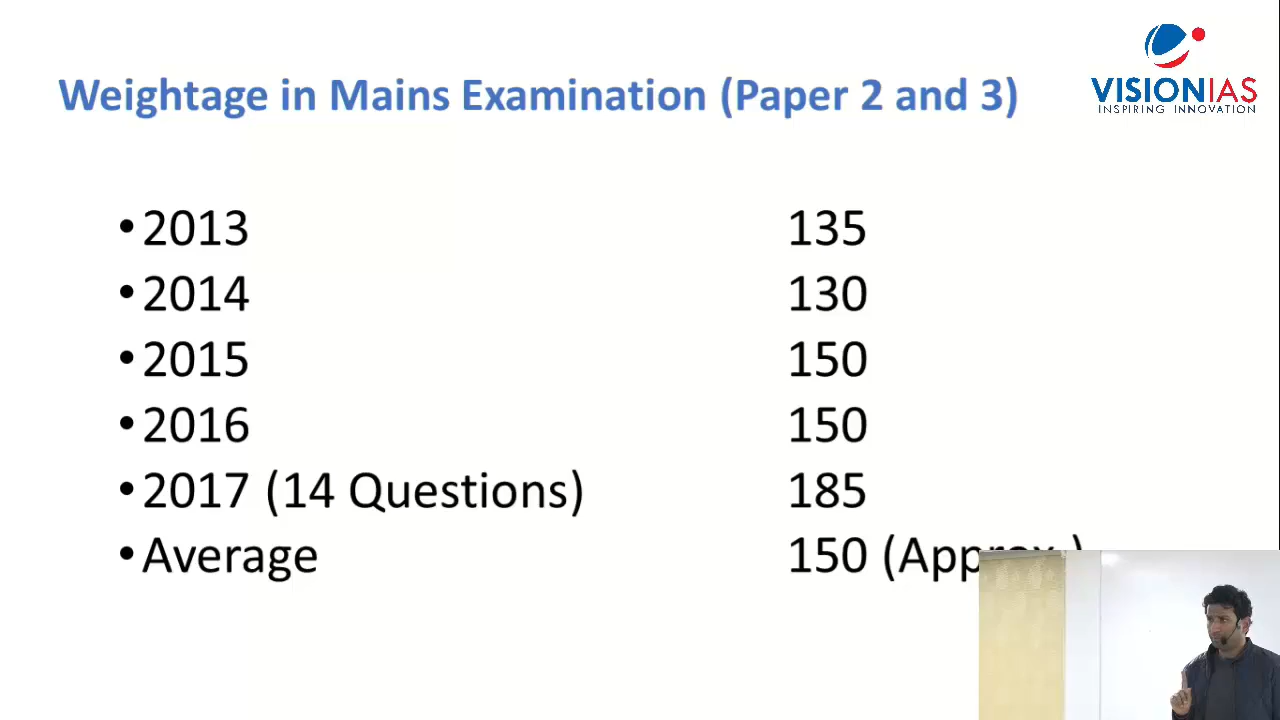 VISIONIAS
INSPIRING INNOVATION
Weightage in Mains Examination (Paper 2 and 3)
•2013 135
•2014 130
•2015 150
•2016 150
•2017 (14 Questions) 185
•Average 150 (Approx.)